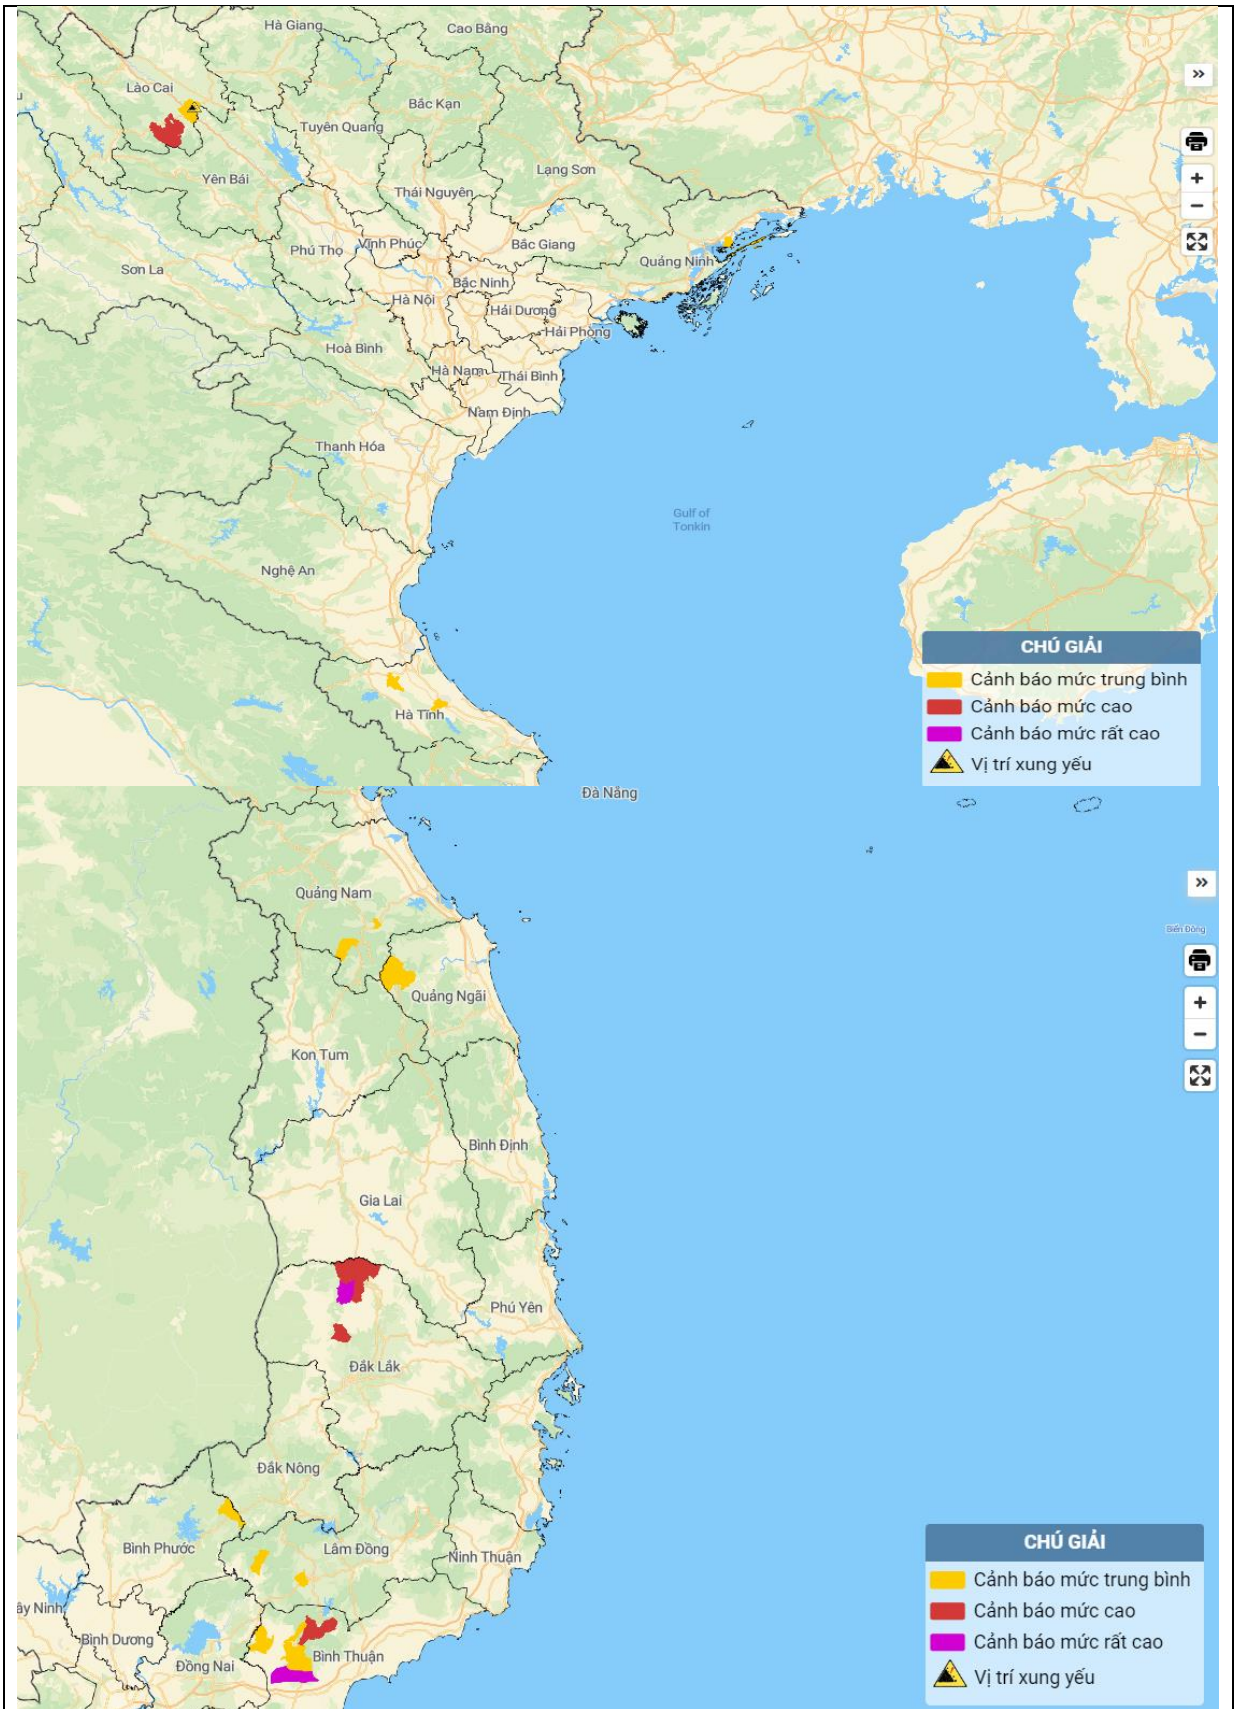 Hà Giang
Cao Bằng
»
Lào Cai
Bắc Kạn
Tuyên Quang
Lạng Sơn
Yên Bái
Thái Nguyên
+
−
Phú Thọ
Vĩnh Phúc
Bắc Giang
Quảng Ninh
Sơn La
Bắc Ninh
Hà Nội
Hải Dương
Hải Phòng
Hoà Bình
Hà Nam
Thái Bình
Nam Định
Thanh Hóa
Gulf of
Tonkin
Nghệ An
CHÚ GIẢI
Cảnh báo mức trung bình
Cảnh báo mức cao
Cảnh báo mức rất cao
Vị trí xung yếu
Hà Tĩnh
Đà Nẵng
»
Quảng Nam
Biển Đông
Quảng Ngãi
+
−
Kon Tum
Bình Định
Gia Lai
Phú Yên
Đắk Lắk
Đắk Nông
Bình Phước
Lâm Đồng
Ninh Thuận
ây Ninh
Bình Dương
Đồng Nai
Bình Thuận
CHÚ GIẢI
Cảnh báo mức trung bình
Cảnh báo mức cao
Cảnh báo mức rất cao
Vị trí xung yếu